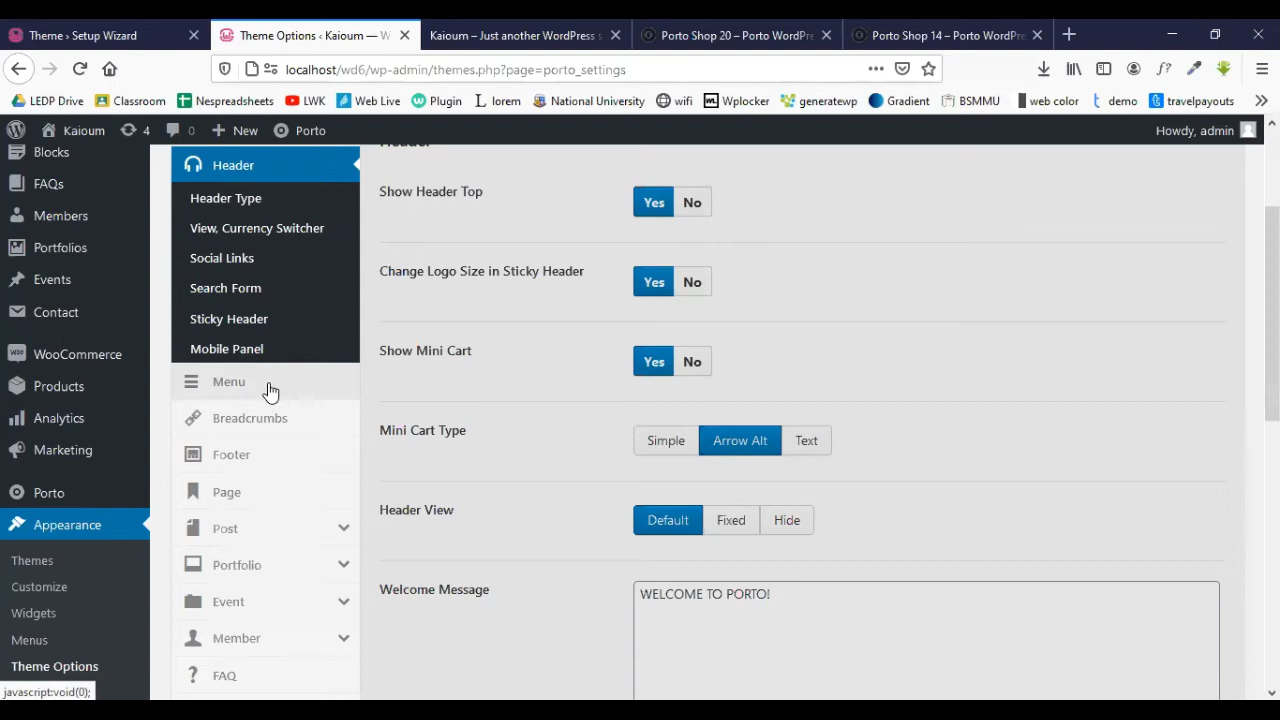 Theme › Setup Wizard
Theme Options ‹ Kaioum — W
Kaioum – Just another WordPress s
Porto Shop 20 – Porto WordPre
Porto Shop 14 – Porto WordPre
localhost/wd6/wp-admin/themes.php?page=porto_settings
LEDP Drive
Classroom
Nespreadsheets
LWK
Web Live
Plugin
lorem
National University
wifi
Wplocker
generatewp
Gradient
BSMMU
web color
demo
travelpayouts
Kaioum
4
0
New
Porto
Howdy, admin
Blocks
FAQs
Members
Portfolios
Events
Contact
WooCommerce
Products
Analytics
Marketing
Porto
Appearance
Themes
Customize
Widgets
Menus
Theme Options
javascript:void(0);
Header
Header Type
View, Currency Switcher
Social Links
Search Form
Sticky Header
Mobile Panel
Menu
Breadcrumbs
Footer
Page
Post
Portfolio
Event
Member
FAQ
Header
Show Header Top
Yes No
Change Logo Size in Sticky Header
Yes No
Show Mini Cart
Yes No
Mini Cart Type
Simple Arrow Alt Text
Header View
Default Fixed Hide
Welcome Message
WELCOME TO PORTO!